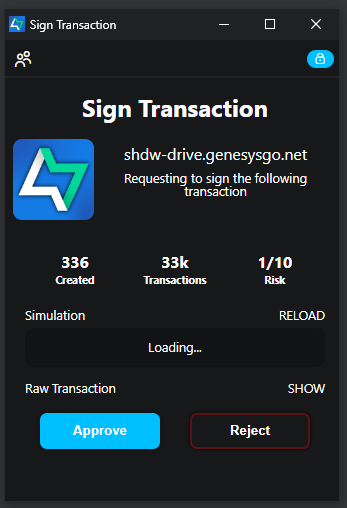 Sign Transaction
Sign Transaction
shdw-drive.genesysgo.net
Requesting to sign the following
transaction
336 33k 1/10
Created Transactions Risk
Simulation RELOAD
Loading...
Raw Transaction SHOW
Approve Reject